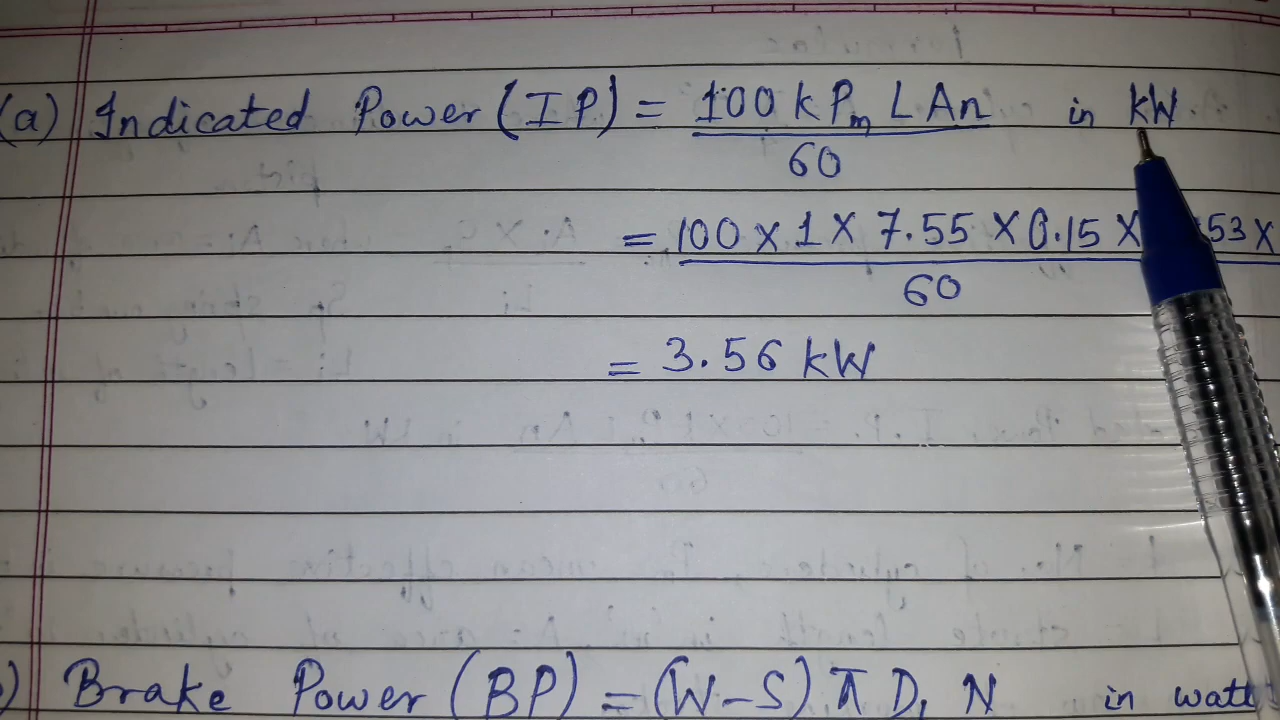 (a) Indicated Power (IP) = 100 k Pm L A n in kW.
60
= 100 x 1 x 7.55 x 0.15 x 53 x
60
= 3.56 kW
) Brake Power (BP) = (W-S) π D, N in watt